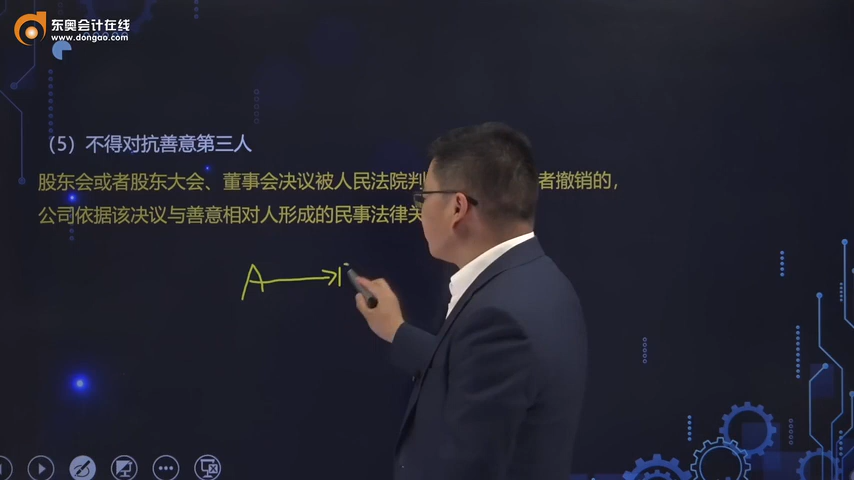 东奥会计在线
www.dongao.com
（5）不得对抗善意第三人
股东会或者股东大会、董事会决议被人民法院判者撤销的，
公司依据该决议与善意相对人形成的民事法律关
A